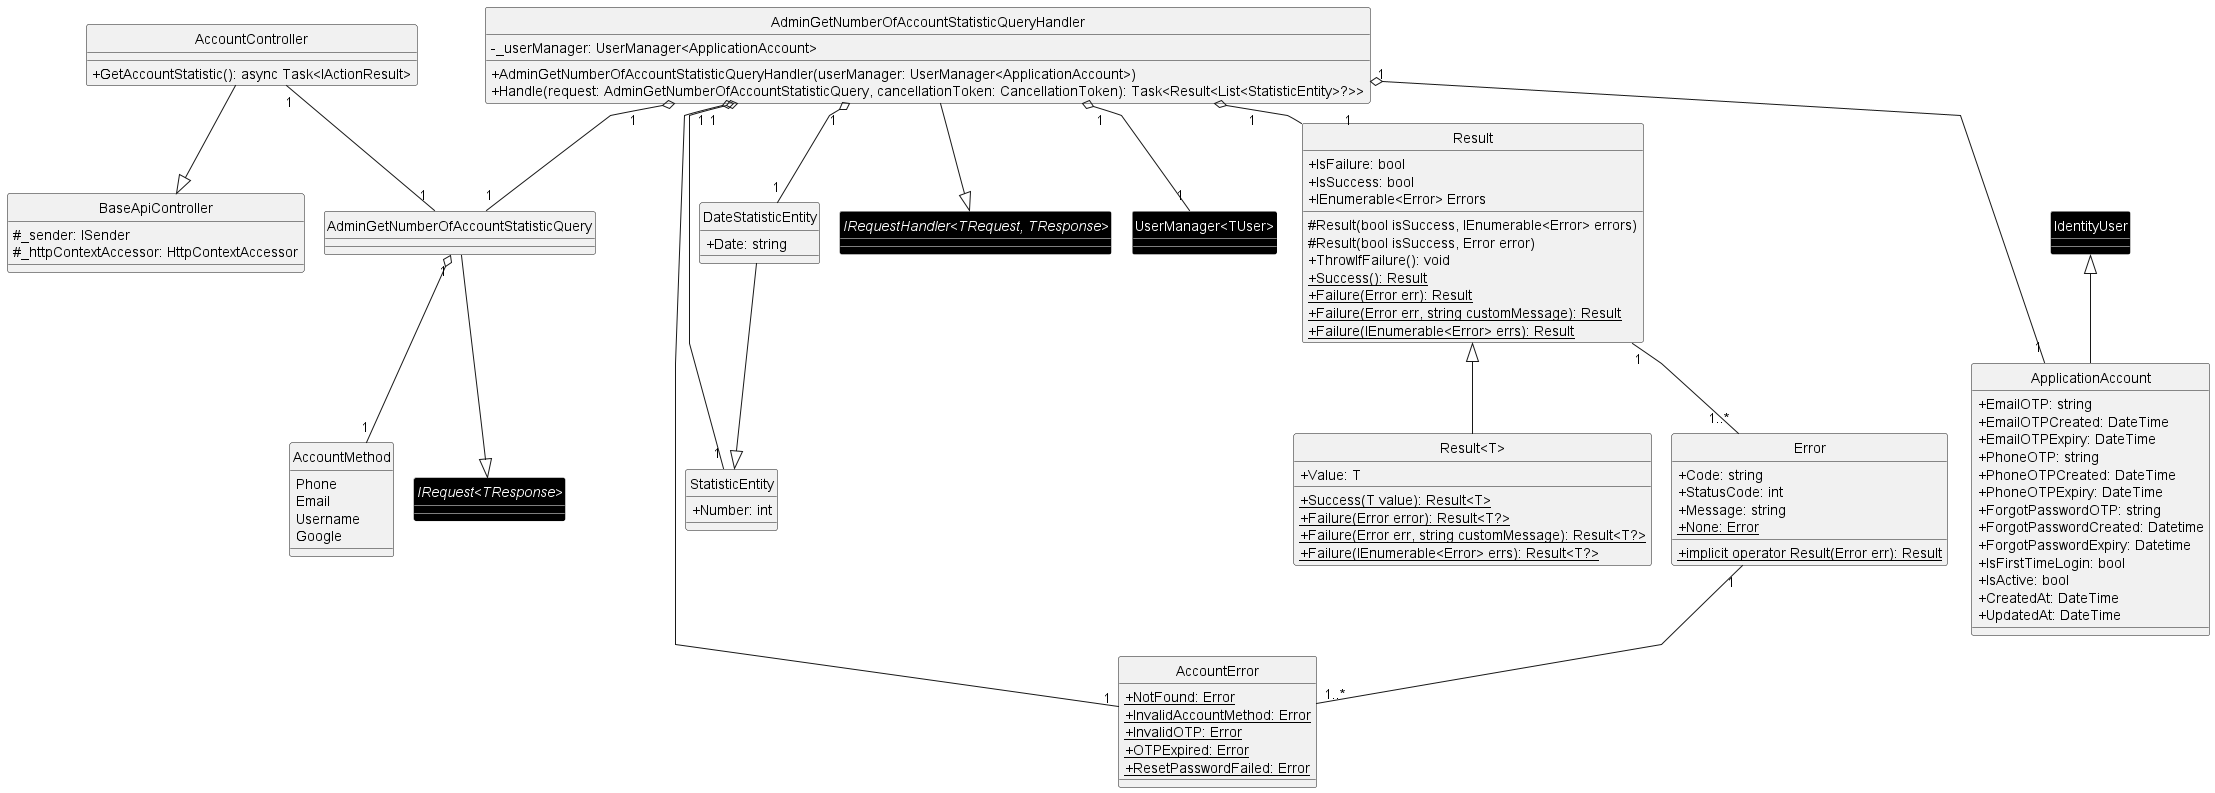 AccountController
+GetAccountStatistic(): async Task<IActionResult>
AdminGetNumberOfAccountStatisticQueryHandler
-_userManager: UserManager<ApplicationAccount>
+AdminGetNumberOfAccountStatisticQueryHandler(userManager: UserManager<ApplicationAccount>)
+Handle(request: AdminGetNumberOfAccountStatisticQuery, cancellationToken: CancellationToken): Task<Result<List<StatisticEntity>?>>
1
1
1
1
1
1
1
1
1
BaseApiController
#_sender: ISender
#_httpContextAccessor: HttpContextAccessor
1
AdminGetNumberOfAccountStatisticQuery
1
1
1
DateStatisticEntity
+Date: string
IRequestHandler<TRequest, TResponse>
1
UserManager<TUser>
Result
+IsFailure: bool
+IsSuccess: bool
+IEnumerable<Error> Errors
#Result(bool isSuccess, IEnumerable<Error> errors)
#Result(bool isSuccess, Error error)
+ThrowIfFailure(): void
+Success(): Result
+Failure(Error err): Result
+Failure(Error err, string customMessage): Result
+Failure(IEnumerable<Error> errs): Result
IdentityUser
1
1
1
AccountMethod
Phone
Email
Username
Google
IRequest<TResponse>
1
StatisticEntity
+Number: int
Result<T>
+Value: T
+Success(T value): Result<T>
+Failure(Error error): Result<T?>
+Failure(Error err, string customMessage): Result<T?>
+Failure(IEnumerable<Error> errs): Result<T?>
1..*
Error
+Code: string
+StatusCode: int
+Message: string
+None: Error
+implicit operator Result(Error err): Result
1
ApplicationAccount
+EmailOTP: string
+EmailOTPCreated: DateTime
+EmailOTPExpiry: DateTime
+PhoneOTP: string
+PhoneOTPCreated: DateTime
+PhoneOTPExpiry: DateTime
+ForgotPasswordOTP: string
+ForgotPasswordCreated: Datetime
+ForgotPasswordExpiry: Datetime
+IsFirstTimeLogin: bool
+IsActive: bool
+CreatedAt: DateTime
+UpdatedAt: DateTime
1
1..*
AccountError
+NotFound: Error
+InvalidAccountMethod: Error
+InvalidOTP: Error
+OTPExpired: Error
+ResetPasswordFailed: Error